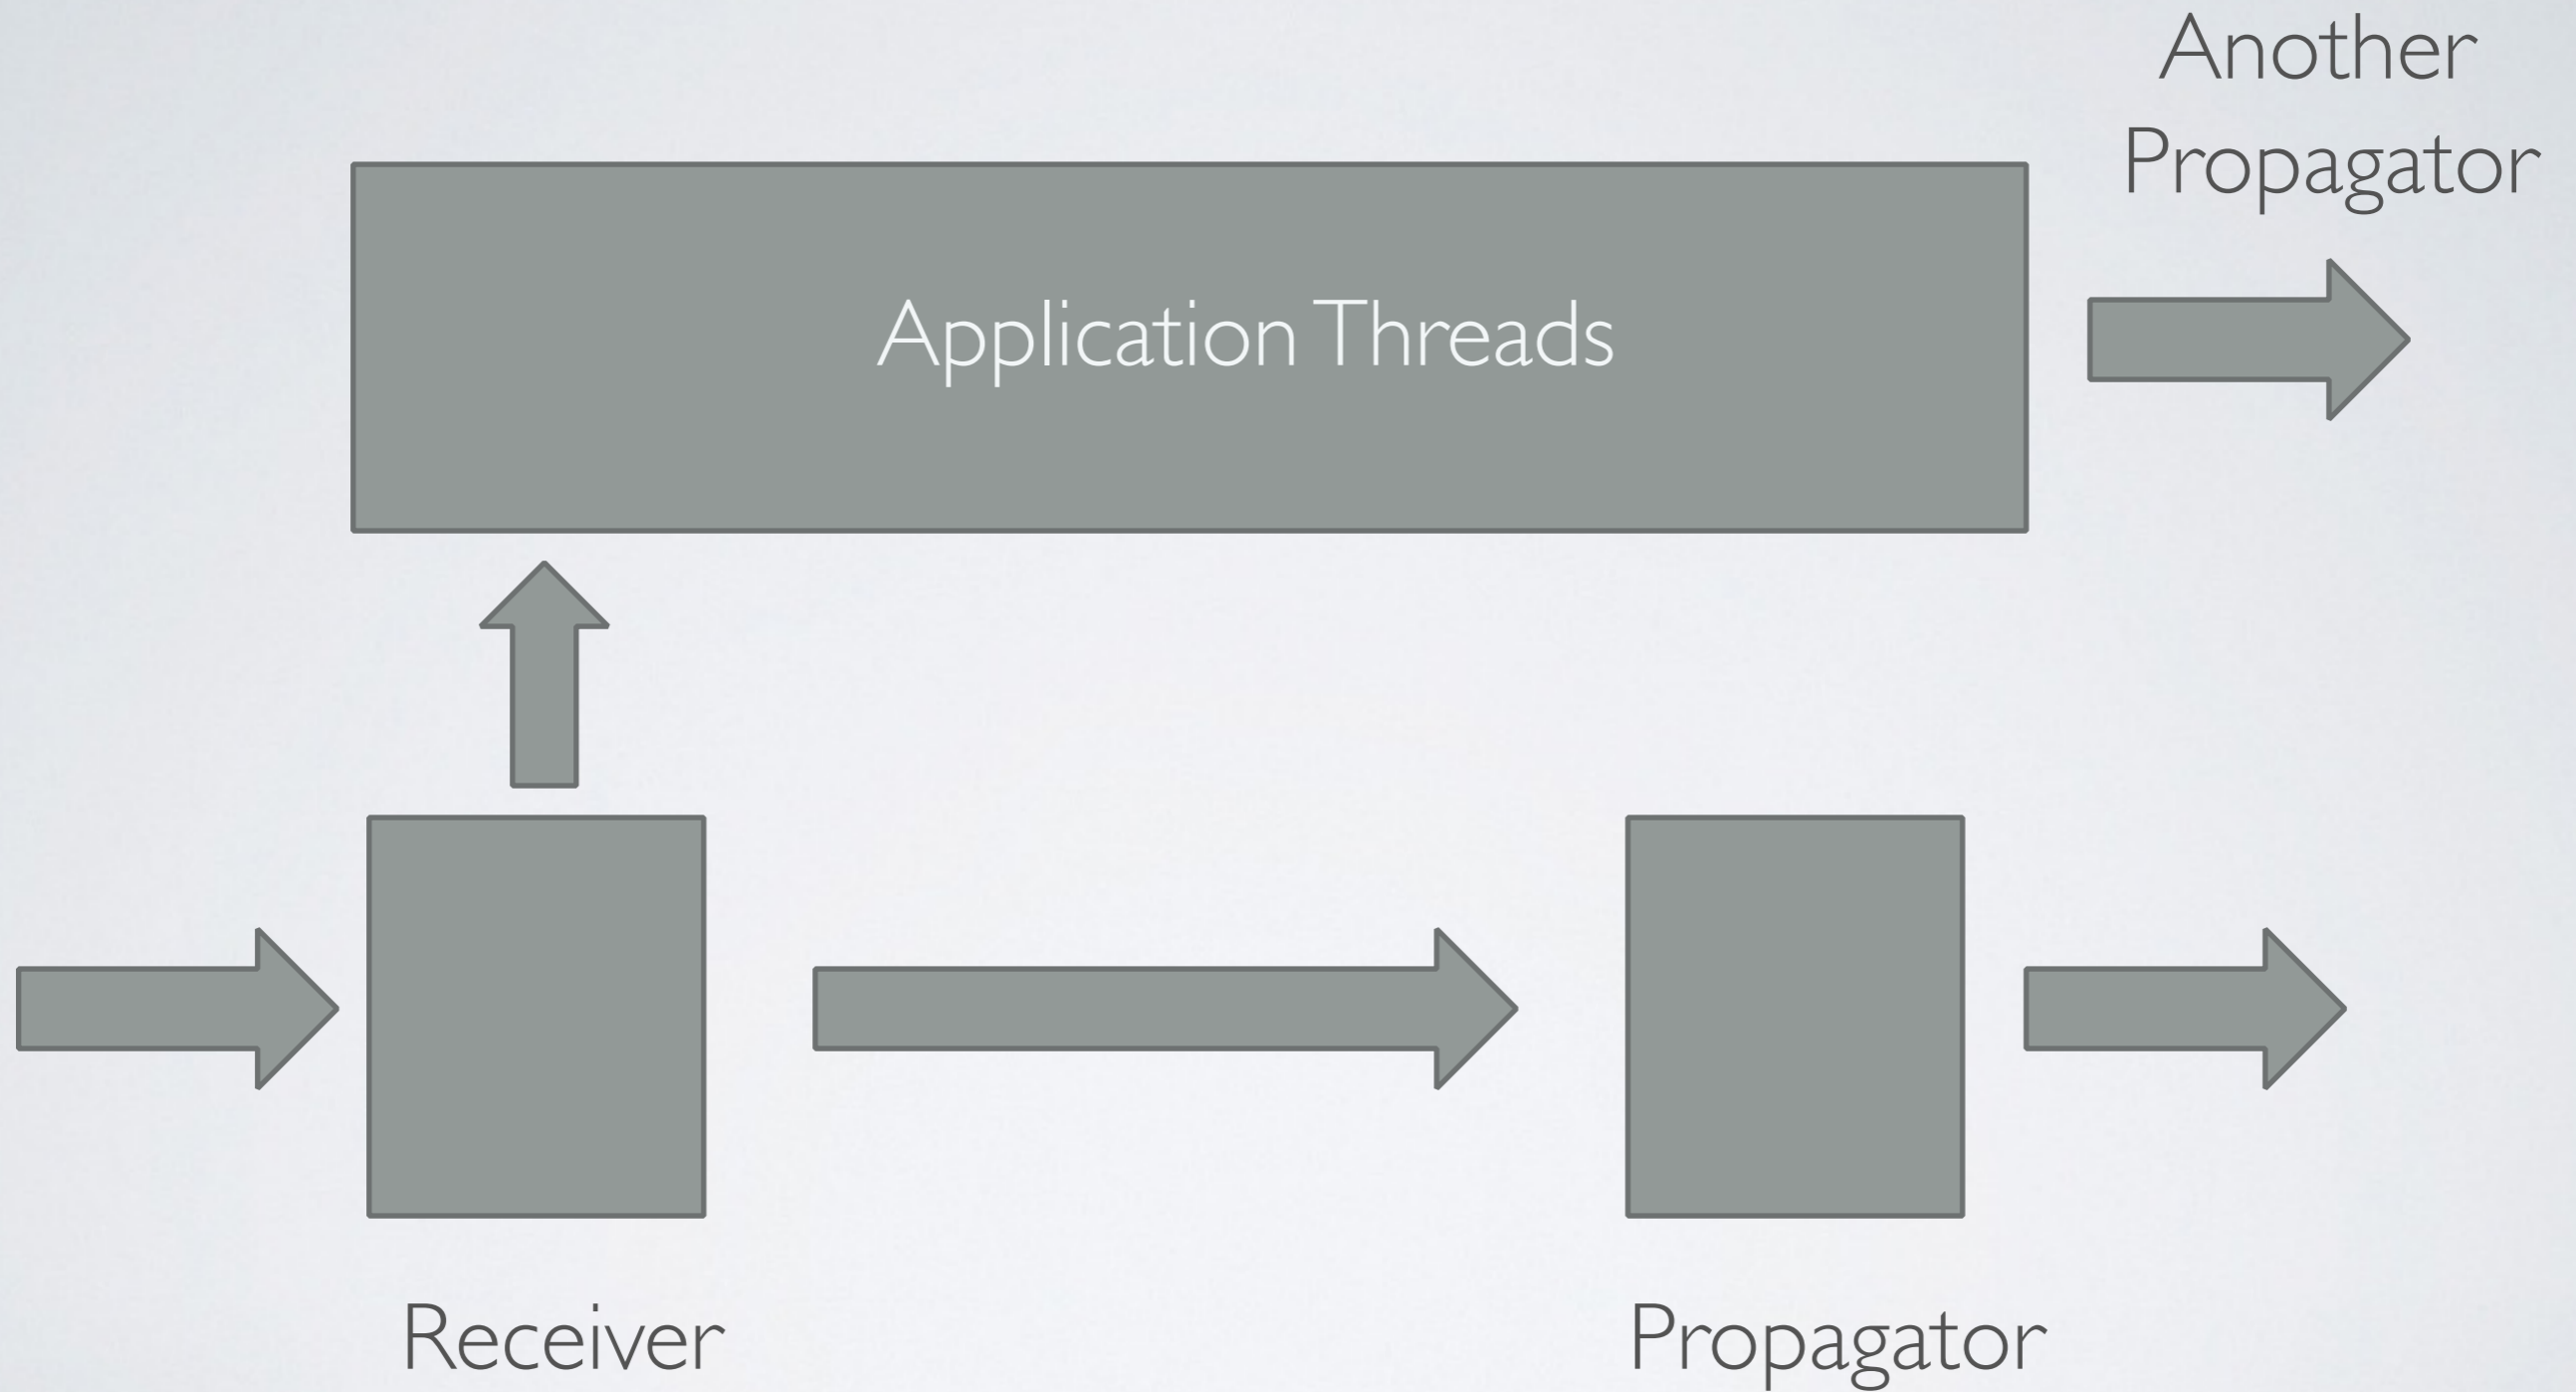 Another
Propagator
Application Threads
Receiver
Propagator